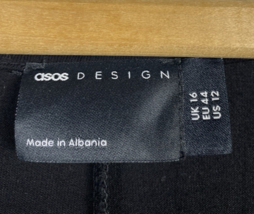 asos DESIGN
Made in Albania
UK 16
EU 44
US 12